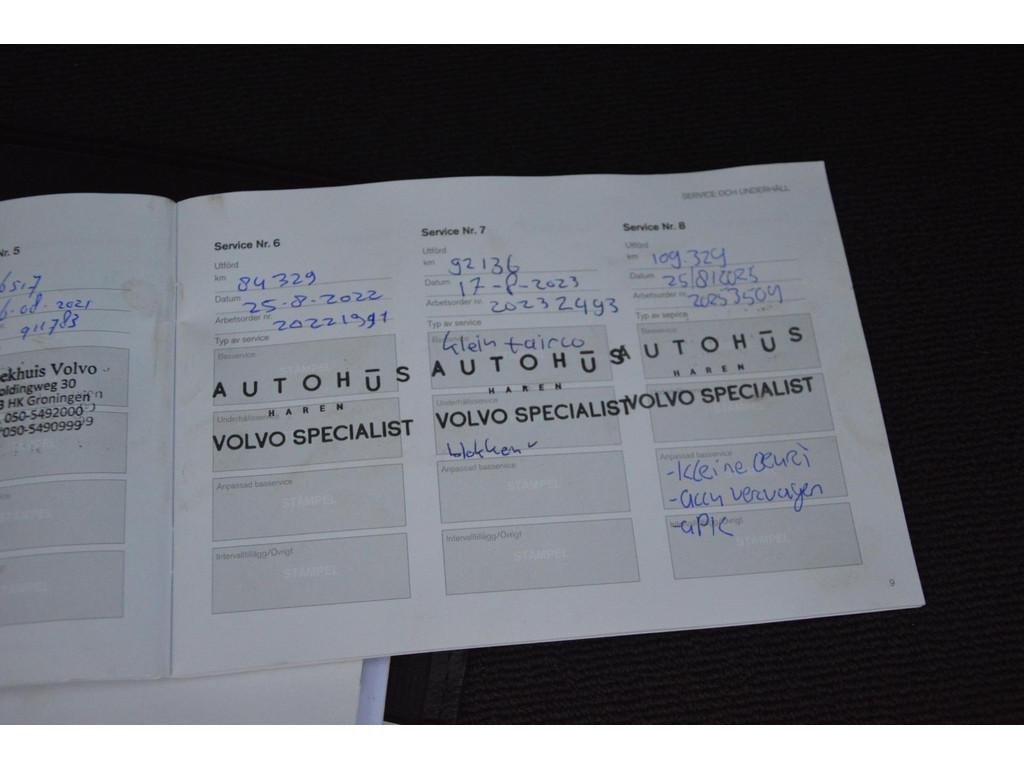 SERVICE OCH UNDERHÅLL
Nr. 5
6517
6-08-2021
911783
ekhuis Volvo
oldingweg 30
HK Groningen
050-5492000
050-5490999
Service Nr. 6
Utförd
km 84 329
Datum 25-8-2022
Arbetsorder nr. 20221991
Typ av service
Basservice
AUTOHŪS
HAREN
Underhållsservice
VOLVO SPECIALIST
Anpassad basservice
STÄMPEL
Intervalltillägg/Övrigt
STÄMPEL
Service Nr. 7
Utförd
km 92136
Datum 17-8-2023
Arbetsorder nr. 20232493
Typ av service
klein + airco
AUTOHŪS
HAREN
VOLVO SPECIALIST
Anpassad basservice
STÄMPEL
Intervalltillägg/Övrigt
STÄMPEL
Service Nr. 8
Utförd
km 109.324
Datum 25/8/2025
Arbetsorder nr. 20253504
Typ av service
Basservice
AUTOHŪS
HAREN
VOLVO SPECIALIST
Anpassad basservice
-kleine beurt
-accu vervangen
-APK
STÄMPEL
9